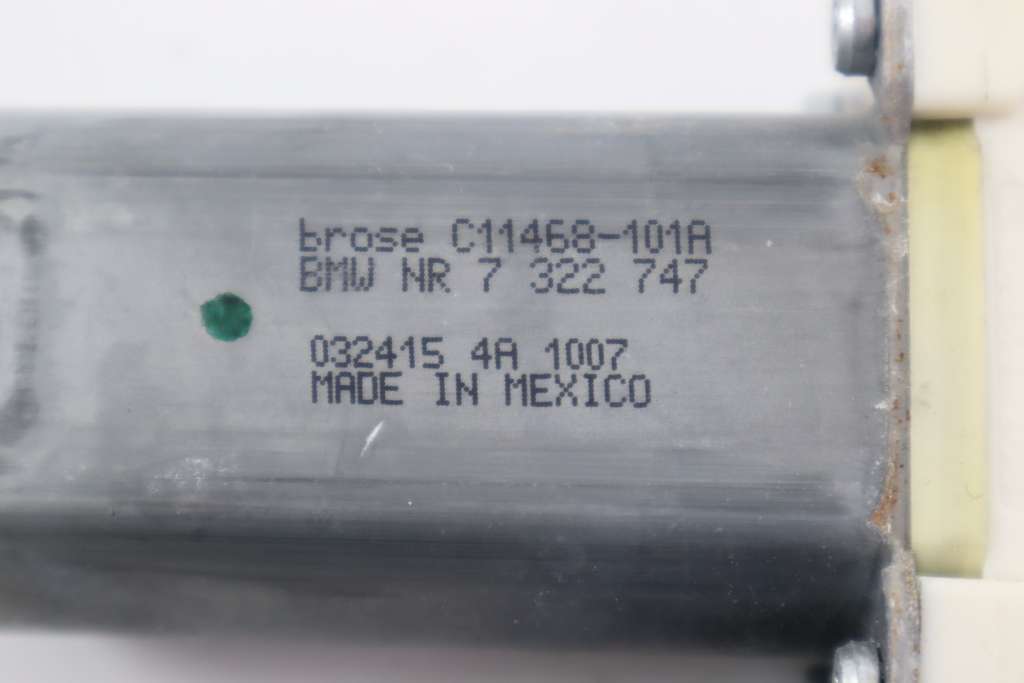 brose C11468-101A
BMW NR 7 322 747
032415 4A 1007
MADE IN MEXICO